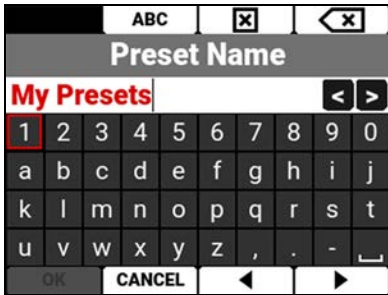 ABC
Preset Name
My Presets < >
1 2 3 4 5 6 7 8 9 0
a b c d e f g h i j
k l m n o p q r s t
u v w x y z , . -
OK CANCEL